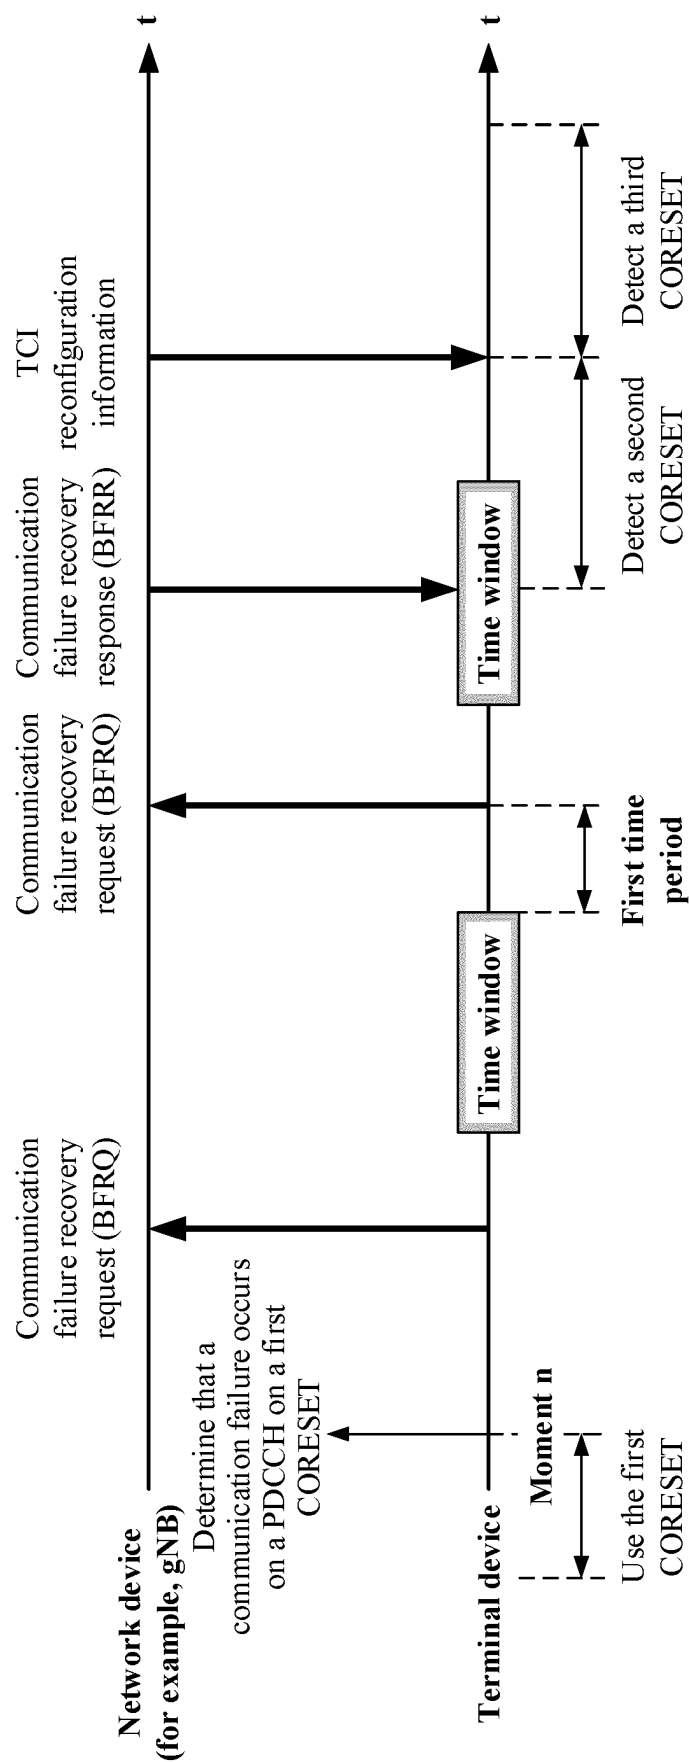 Communication
failure recovery
request (BFRQ)
Communication
failure recovery
request (BFRQ)
Communication
failure recovery
response (BFRR)
TCI
reconfiguration
information
Network device
(for example, gNB)
t
Determine that a
communication failure occurs
on a PDCCH on a first
CORESET
Terminal device
Time window
Time window
t
Moment n
Use the first
CORESET
First time
period
Detect a second
CORESET
Detect a third
CORESET